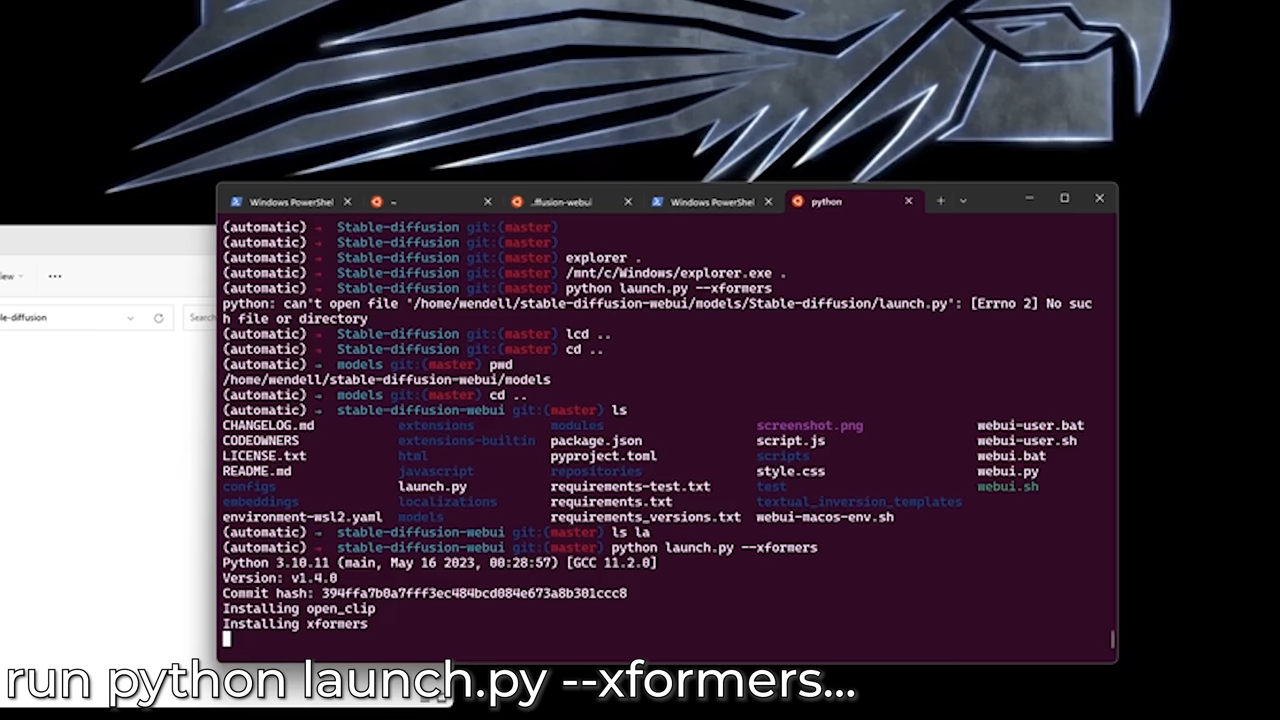 Windows PowerShel
~
..ffusion-webui
Windows PowerShel
python
(automatic) → Stable-diffusion git:(master)
(automatic) → Stable-diffusion git:(master)
(automatic) → Stable-diffusion git:(master) explorer .
(automatic) → Stable-diffusion git:(master) /mnt/c/Windows/explorer.exe .
(automatic) → Stable-diffusion git:(master) python launch.py --xformers
python: can't open file '/home/wendell/stable-diffusion-webui/models/Stable-diffusion/launch.py': [Errno 2] No suc
h file or directory
(automatic) → Stable-diffusion git:(master) lcd ..
(automatic) → Stable-diffusion git:(master) cd ..
(automatic) → models git:(master) pwd
/home/wendell/stable-diffusion-webui/models
(automatic) → models git:(master) cd ..
(automatic) → stable-diffusion-webui git:(master) ls
CHANGELOG.md extensions modules screenshot.png webui-user.bat
CODEOWNERS extensions-builtin package.json script.js webui-user.sh
LICENSE.txt html pyproject.toml scripts webui.bat
README.md javascript repositories style.css webui.py
configs launch.py requirements-test.txt test webui.sh
embeddings localizations requirements.txt textual_inversion_templates
environment-wsl2.yaml models requirements_versions.txt webui-macos-env.sh
(automatic) → stable-diffusion-webui git:(master) ls la
(automatic) → stable-diffusion-webui git:(master) python launch.py --xformers
Python 3.10.11 (main, May 16 2023, 00:28:57) [GCC 11.2.0]
Version: v1.4.0
Commit hash: 394ffa7b0a7fff3ec484bcd084e673a8b301ccc8
Installing open_clip
Installing xformers
iew
le-diffusion
Searc
run python launch.py --xformers...